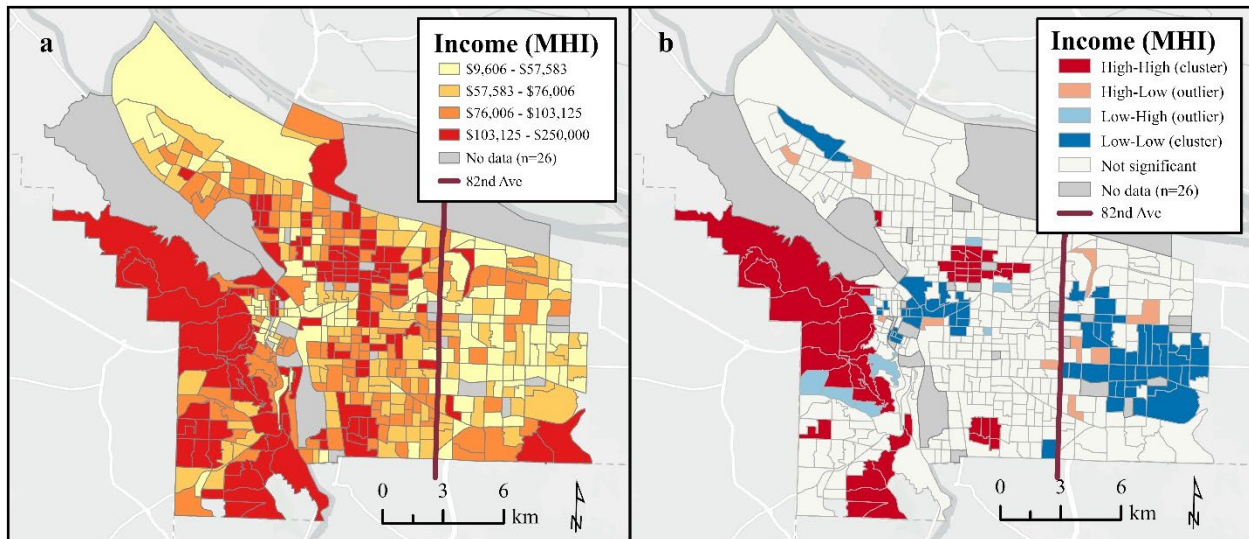 a
Income (MHI)
$9,606 - $57,583
$57,583 - $76,006
$76,006 - $103,125
$103,125 - $250,000
No data (n=26)
82nd Ave
0 3 6
km
N
b
Income (MHI)
High-High (cluster)
High-Low (outlier)
Low-High (outlier)
Low-Low (cluster)
Not significant
No data (n=26)
82nd Ave
0 3 6
km
N